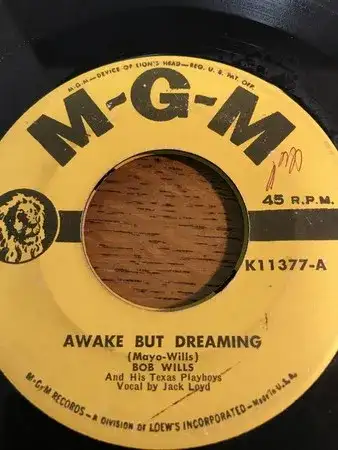 M-G-M—DEVICE OF LION'S HEAD—REG. U. S. PAT. OFF.
M-G-M
45 R.P.M.
K11377-A
AWAKE BUT DREAMING
(Mayo-Wills)
BOB WILLS
And His Texas Playboys
Vocal by Jack Loyd
M-G-M RECORDS—A DIVISION OF LOEW'S INCORPORATED—Made in U.S.A.